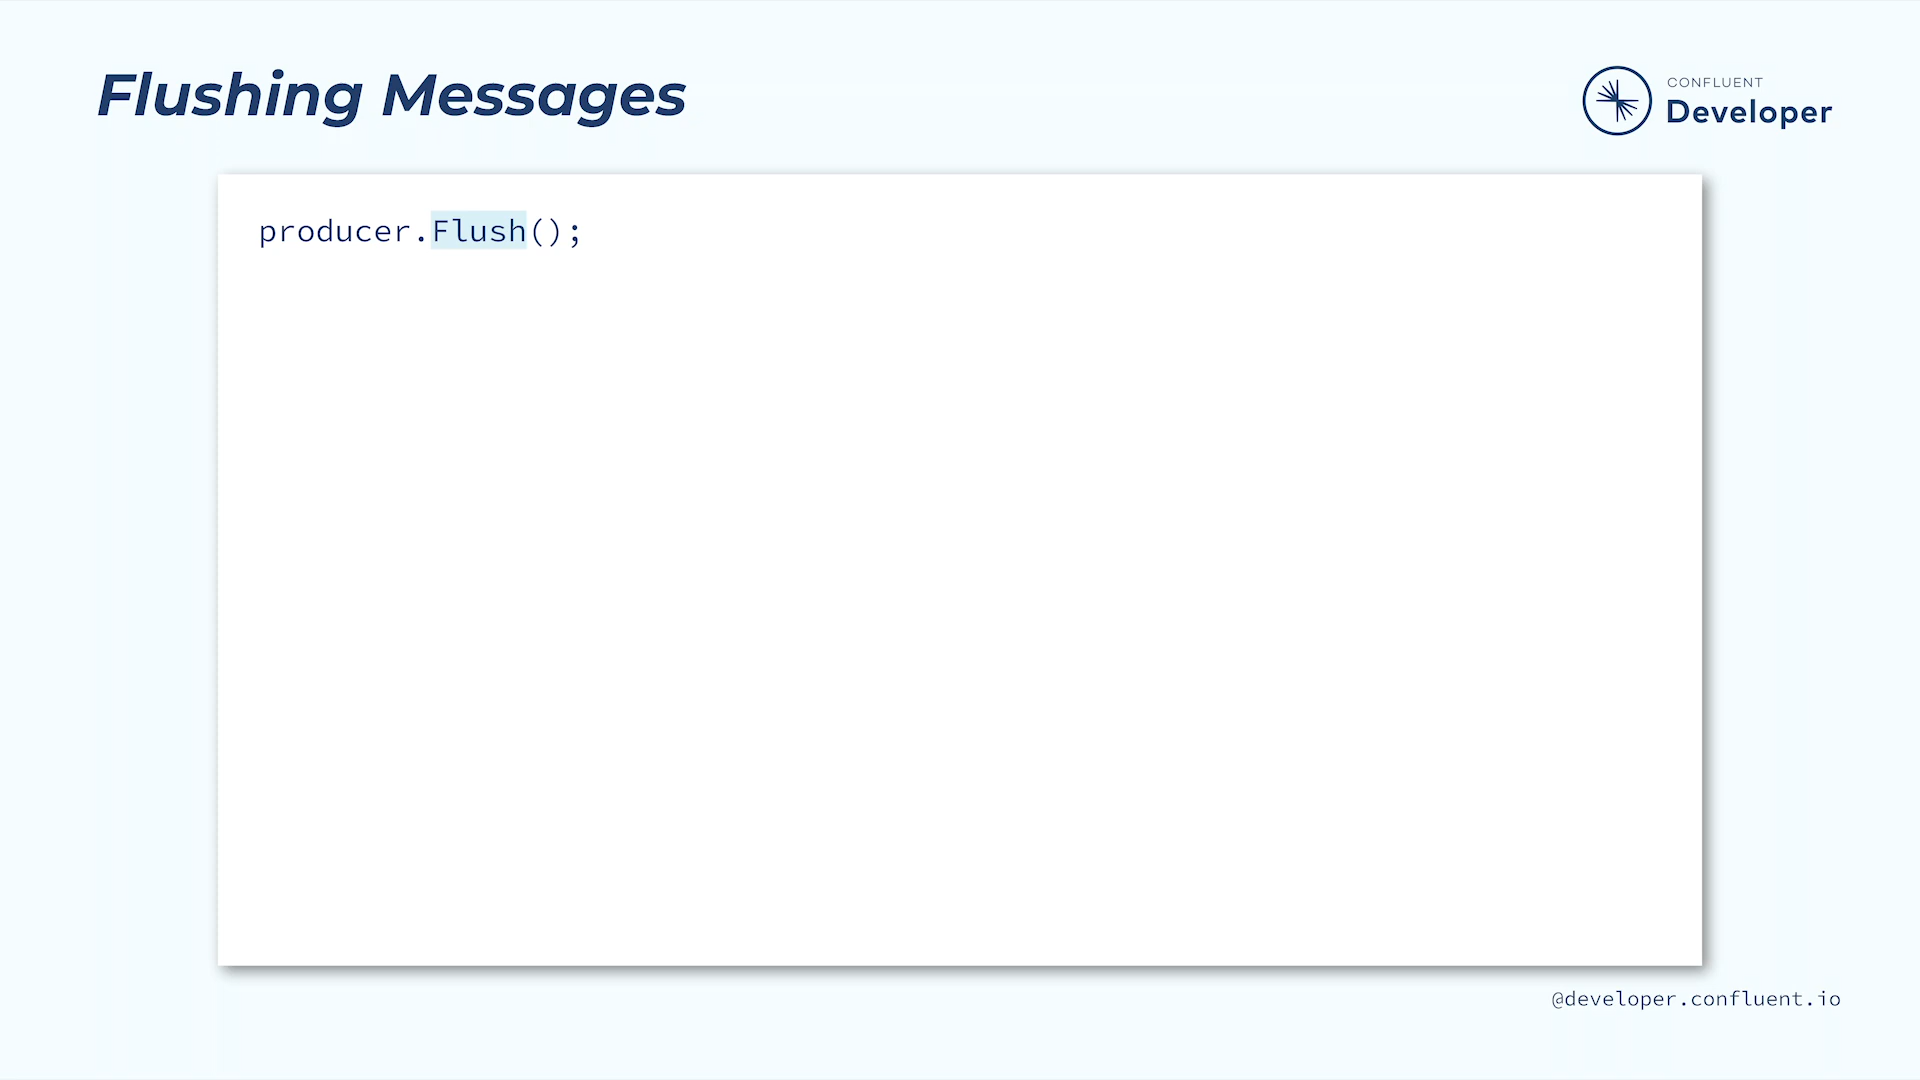 Flushing Messages
CONFLUENT
Developer
producer.Flush();
@developer.confluent.io